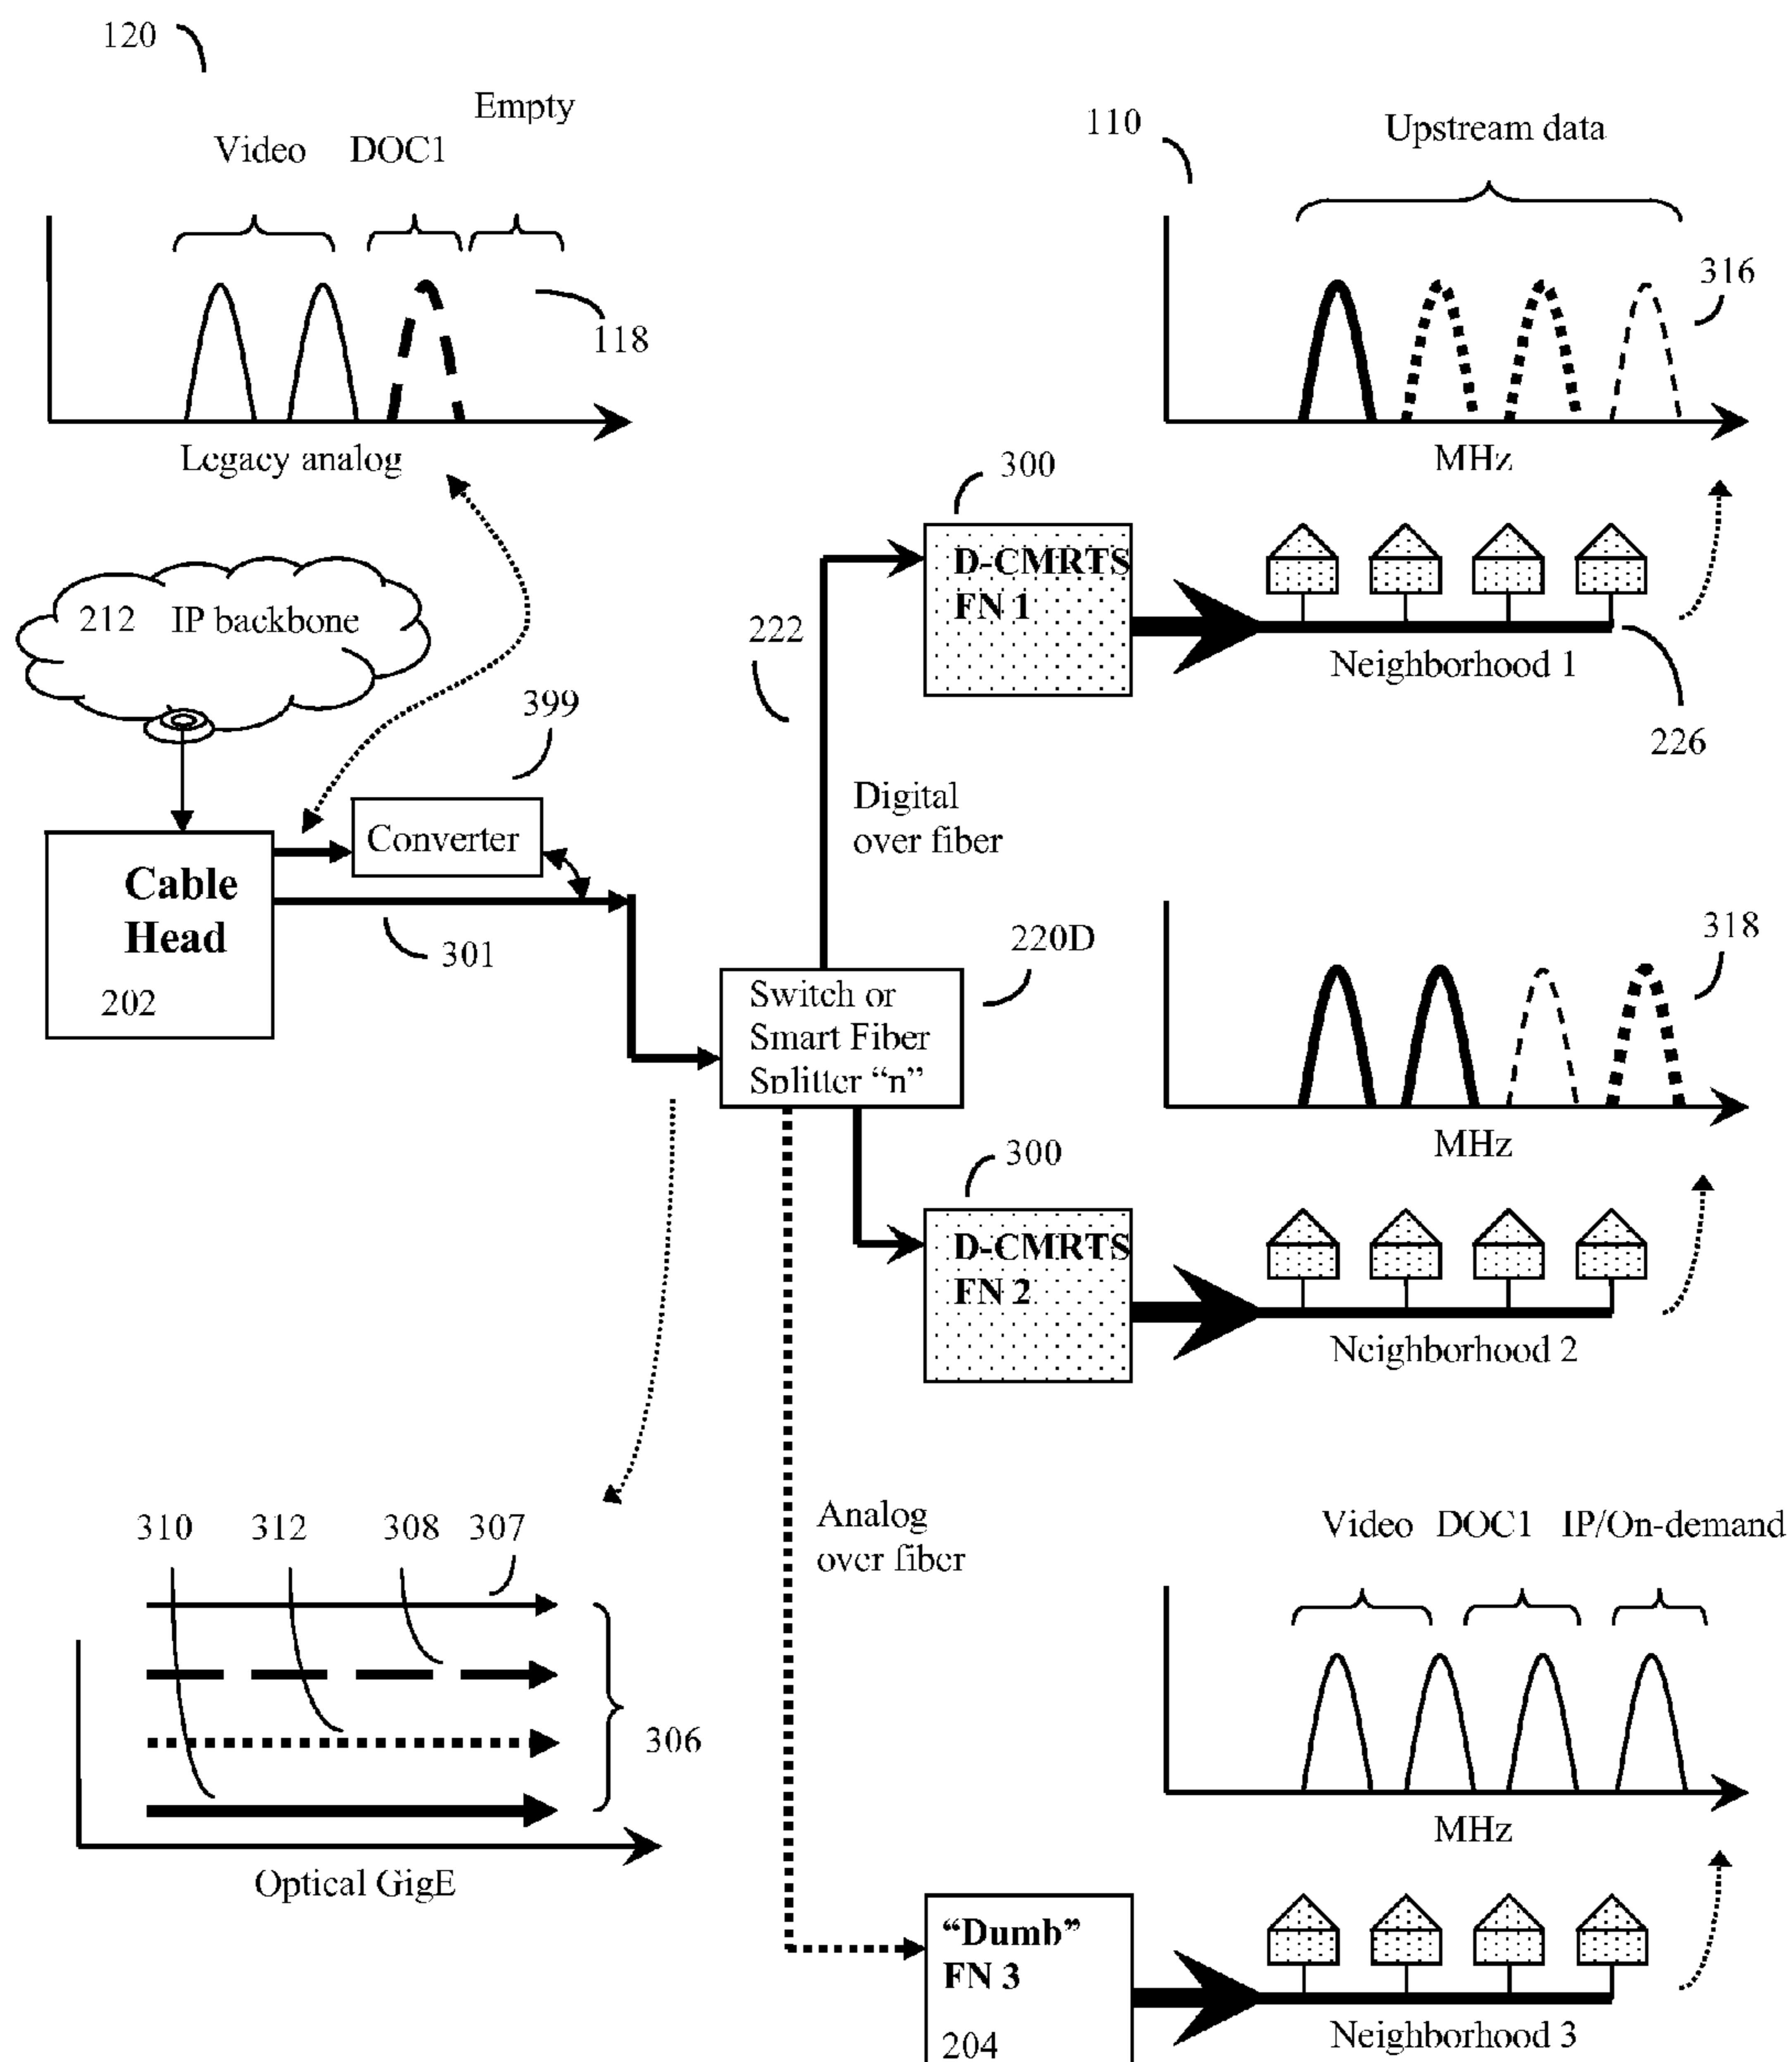 120
Empty
Video DOC1
118
Legacy analog
110
Upstream data
316
MHz
300
D-CMRTS
FN 1
222
Neighborhood 1
226
212 IP backbone
399
Converter
Cable
Head
202
301
Digital
over fiber
220D
Switch or
Smart Fiber
Splitter “n”
318
MHz
300
D-CMRTS
FN 2
Neighborhood 2
310 312 308 307
306
Optical GigE
Analog
over fiber
Video DOC1 IP/On-demand
MHz
“Dumb”
FN 3
204
Neighborhood 3